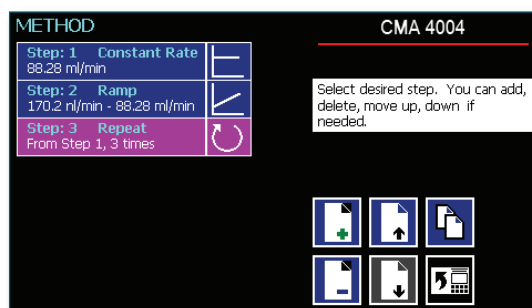 METHOD
CMA 4004
Step: 1 Constant Rate
88.28 ml/min
Step: 2 Ramp
170.2 nl/min - 88.28 ml/min
Step: 3 Repeat
From Step 1, 3 times
Select desired step. You can add,
delete, move up, down if
needed.